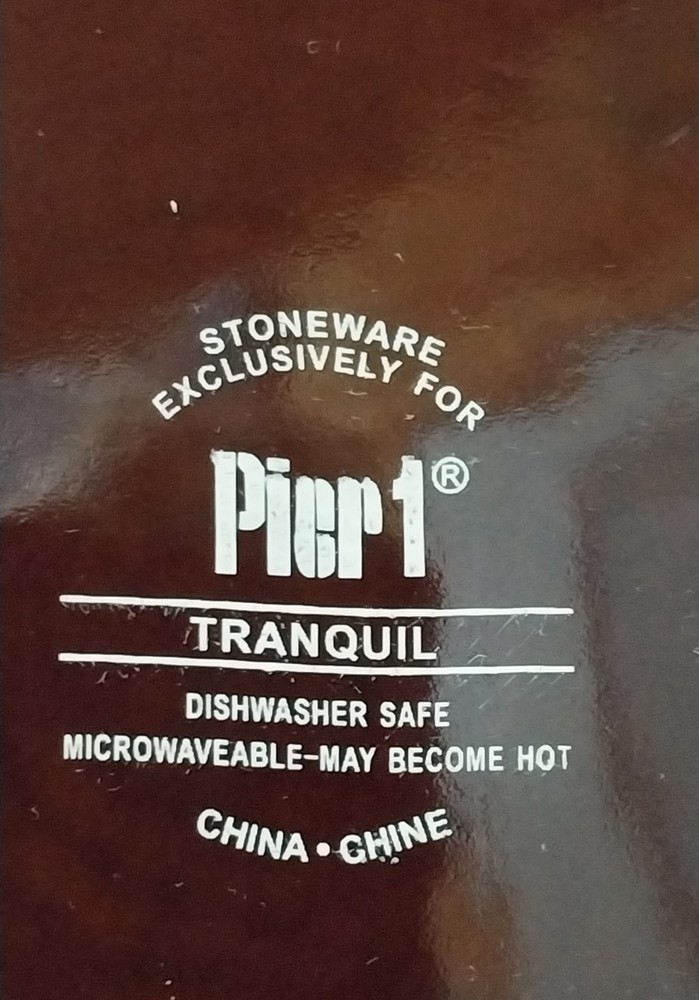 STONEWARE
EXCLUSIVELY FOR
Pier 1®
TRANQUIL
DISHWASHER SAFE
MICROWAVEABLE-MAY BECOME HOT
CHINA • CHINE